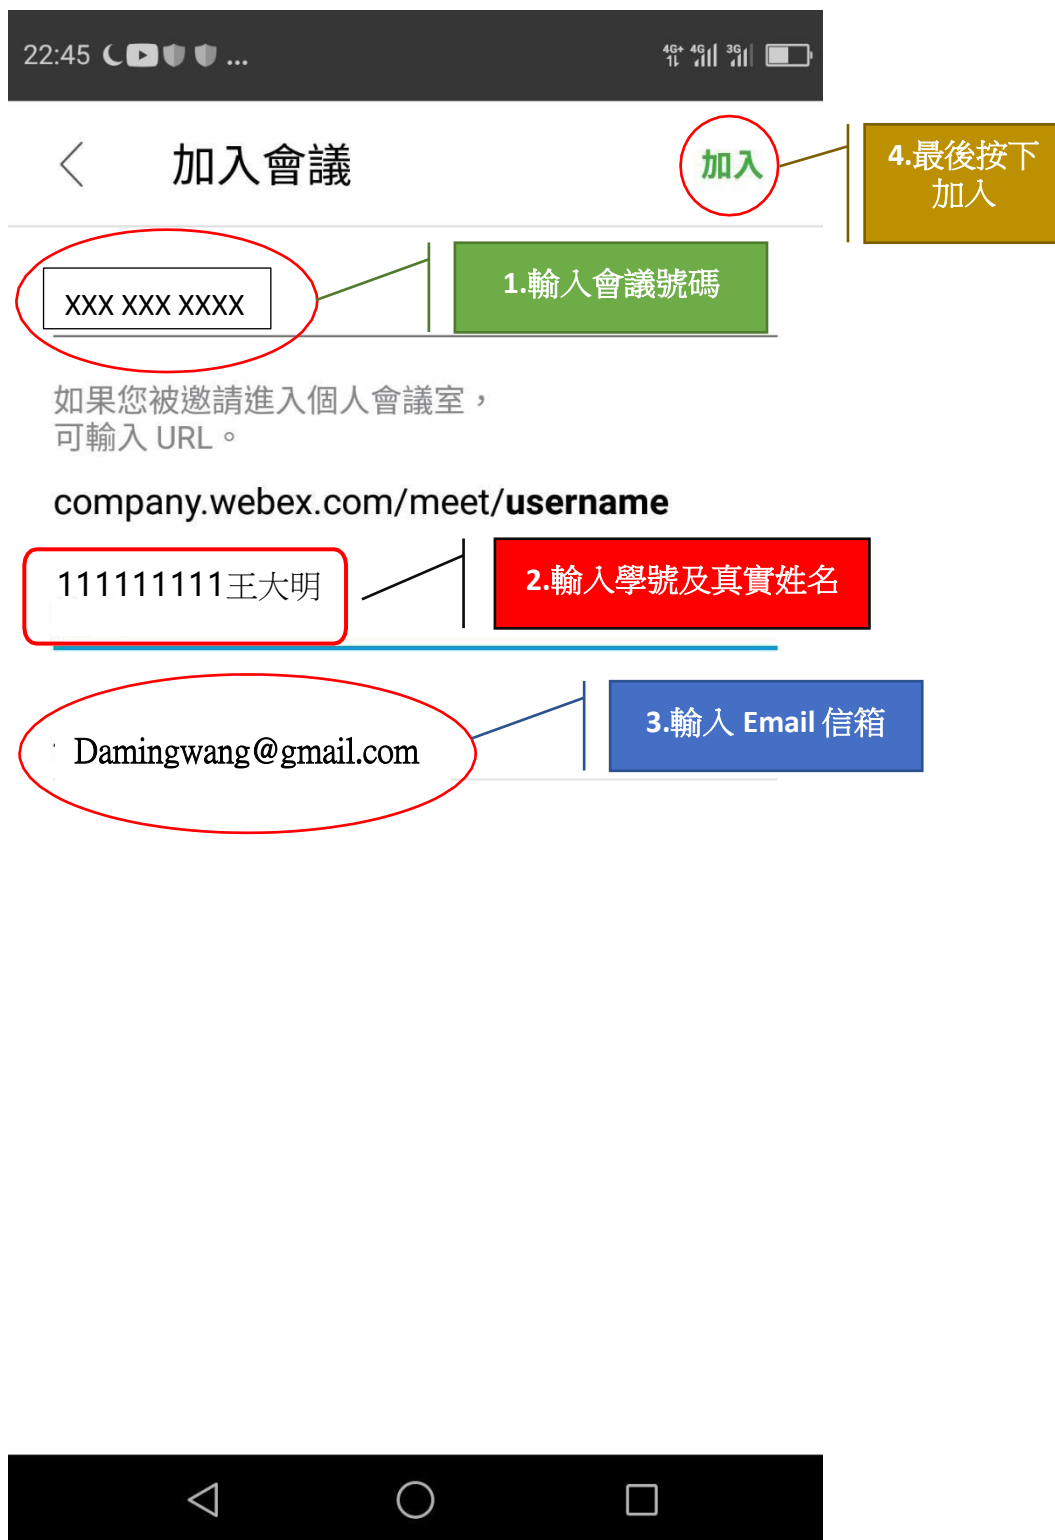 22:45
...
4G+ 4G 3G
加入會議
加入
4.最後按下
加入
XXX XXX XXXX
1.輸入會議號碼
如果您被邀請進入個人會議室，
可輸入 URL。
company.webex.com/meet/username
111111111王大明
2.輸入學號及真實姓名
Damingwang@gmail.com
3.輸入 Email 信箱